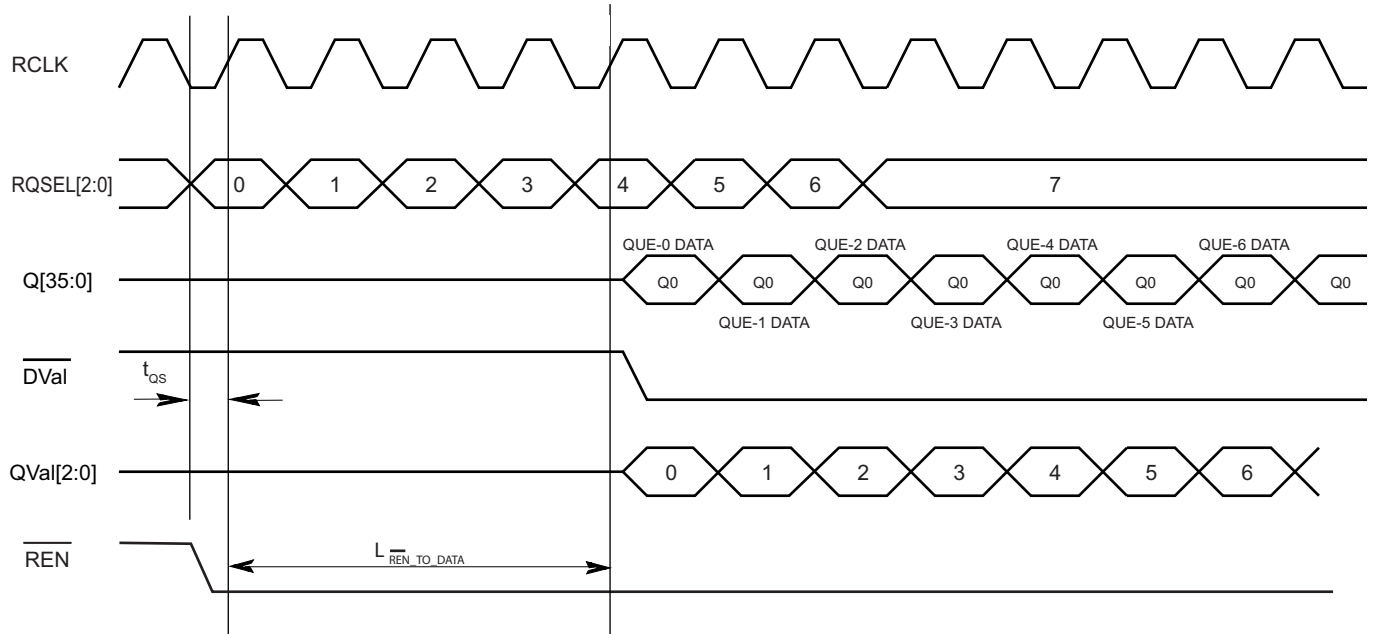 RCLK
RQSEL[2:0] 0 1 2 3 4 5 6 7
QUE-0 DATA QUE-2 DATA QUE-4 DATA QUE-6 DATA
Q[35:0] Q0 Q0 Q0 Q0 Q0 Q0 Q0 Q0
QUE-1 DATA QUE-3 DATA QUE-5 DATA
DVal
tQS
QVal[2:0] 0 1 2 3 4 5 6
REN
L REN_TO_DATA